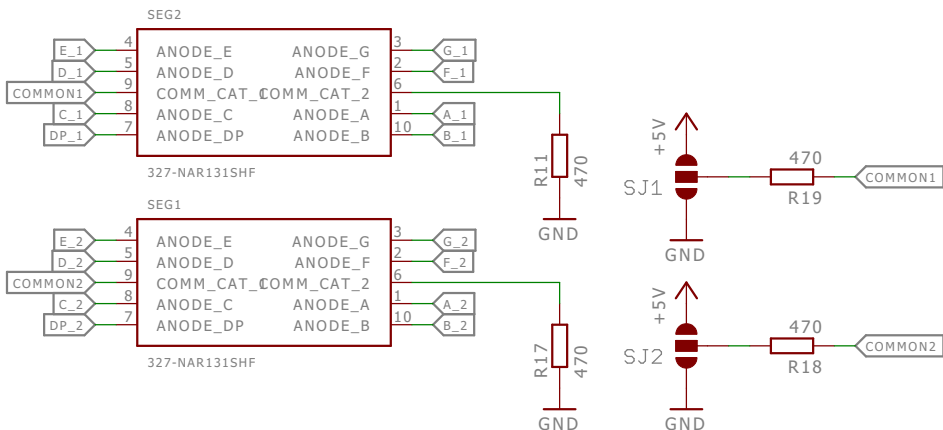 SEG2
E_1 4 ANODE_E ANODE_G 3 G_1
D_1 5 ANODE_D ANODE_F 2 F_1
COMMON1 9 COMM_CAT_1 COMM_CAT_2 6
C_1 8 ANODE_C ANODE_A 1 A_1
DP_1 7 ANODE_DP ANODE_B 10 B_1
327-NAR131SHF
R11
470
GND
+5V
SJ1
470
R19
COMMON1
GND
SEG1
E_2 4 ANODE_E ANODE_G 3 G_2
D_2 5 ANODE_D ANODE_F 2 F_2
COMMON2 9 COMM_CAT_1 COMM_CAT_2 6
C_2 8 ANODE_C ANODE_A 1 A_2
DP_2 7 ANODE_DP ANODE_B 10 B_2
327-NAR131SHF
R17
470
GND
+5V
SJ2
470
R18
COMMON2
GND